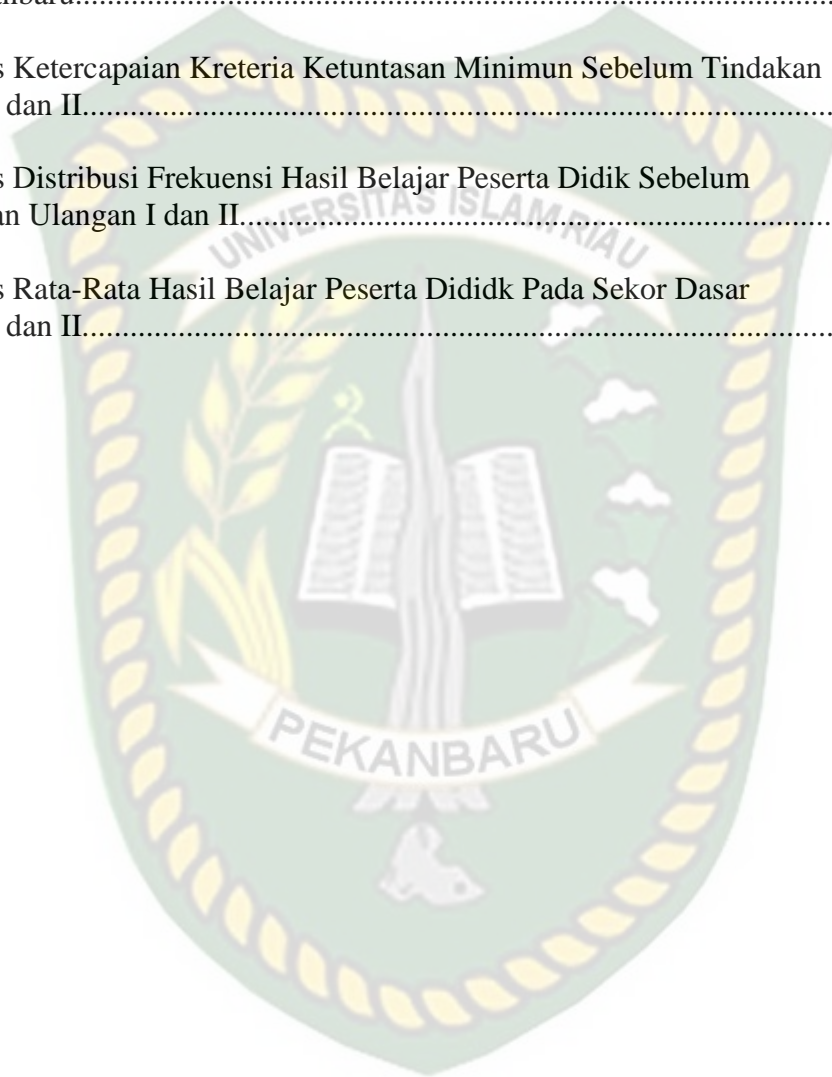 nbaru.......................................................................................
s Ketercapaian Kreteria Ketuntasan Minimun Sebelum Tindakan
dan II.......................................................................................
s Distribusi Frekuensi Hasil Belajar Peserta Didik Sebelum
an Ulangan I dan II.....................................................................
UNIVERSITAS ISLAM RIAU
s Rata-Rata Hasil Belajar Peserta Dididk Pada Sekor Dasar
dan II.......................................................................................
PEKANBARU